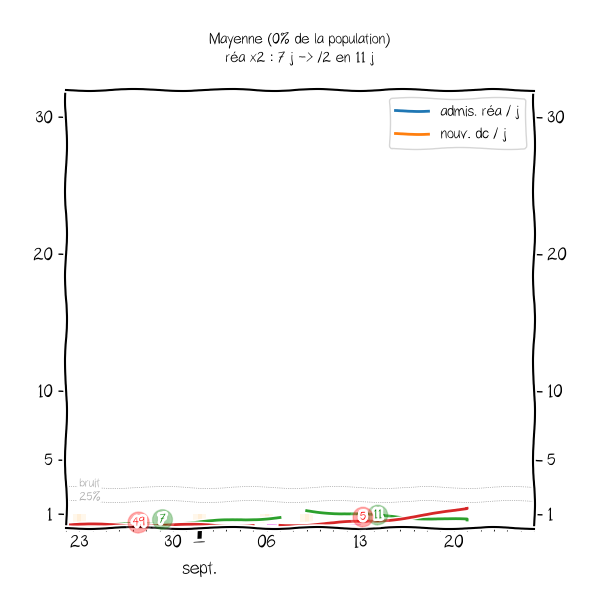 Mayenne (0% de la population)
réa x2 : 7 j -> /2 en 11 j
admis. réa / j
nouv. dc / j
30 30
20 20
10 10
5 5
bruit
25%
1 1
49 7 5 11
23 30 06 13 20
sept.